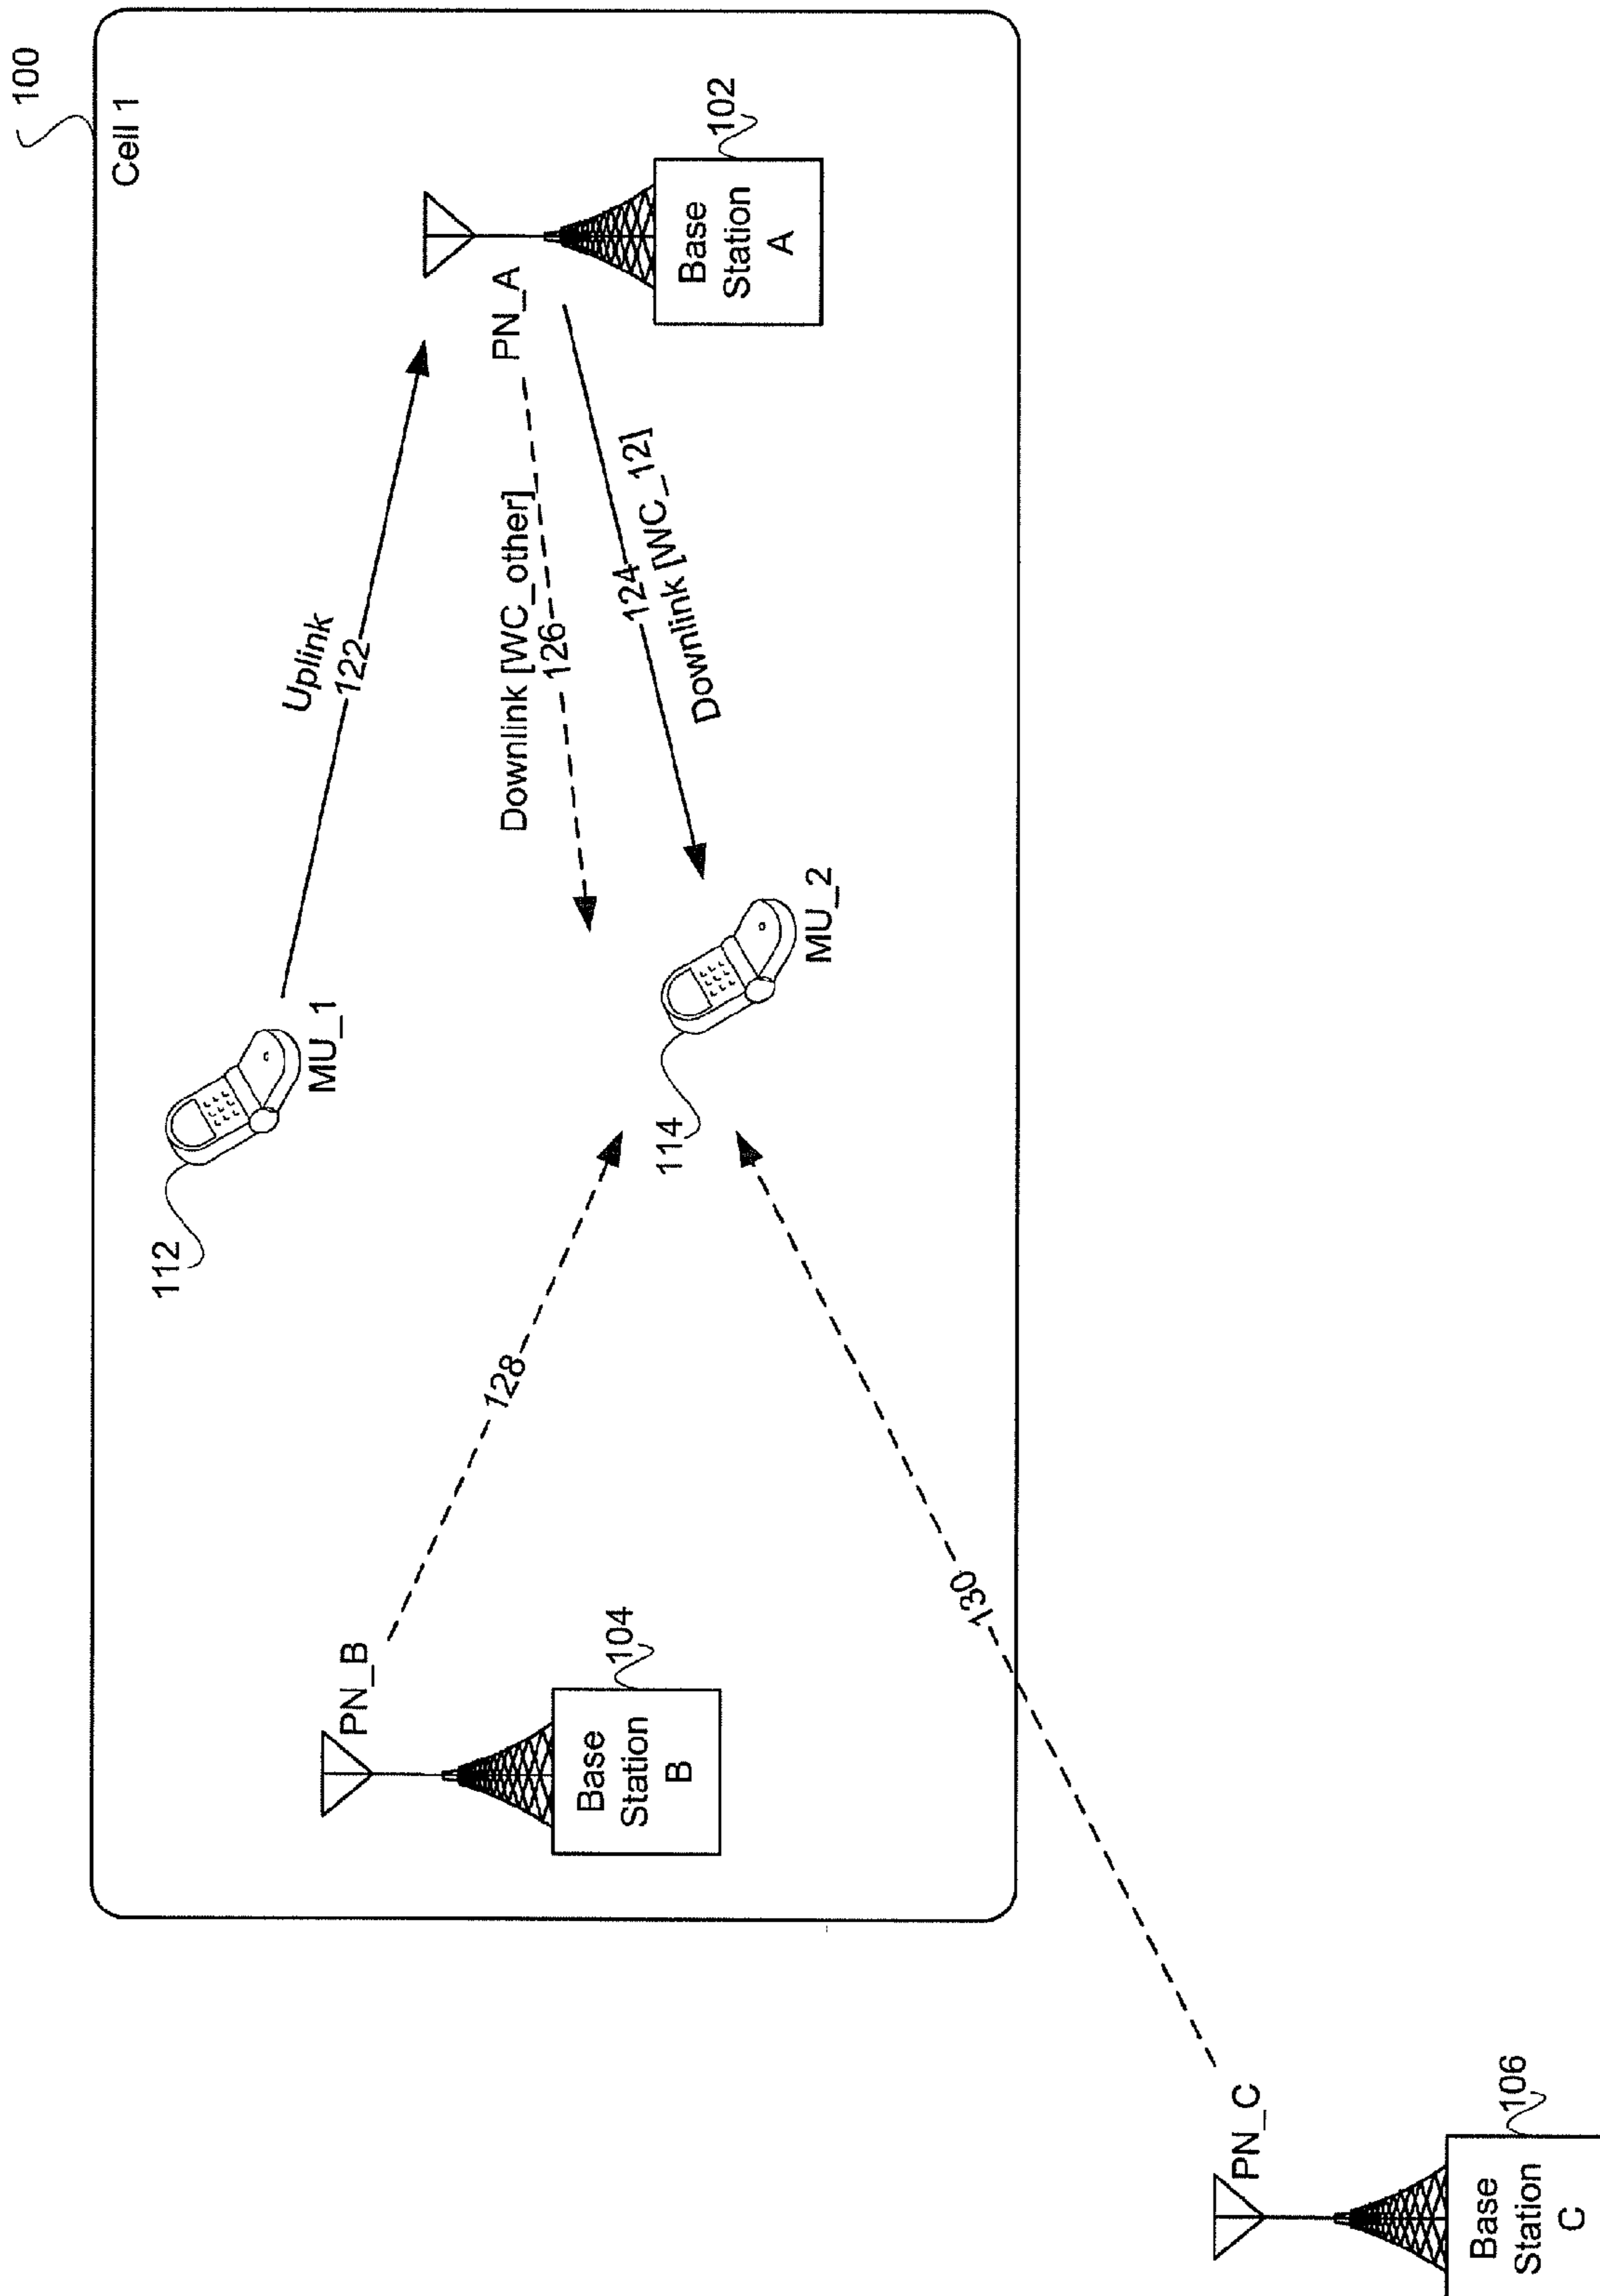 100
Cell 1
112
MU_1
Uplink
122
PN_A
Downlink [WC_other]
126
124
Downlink [WC_12]
102
Base
Station
A
PN_B
128
114
MU_2
104
Base
Station
B
130
PN_C
106
Base
Station
C